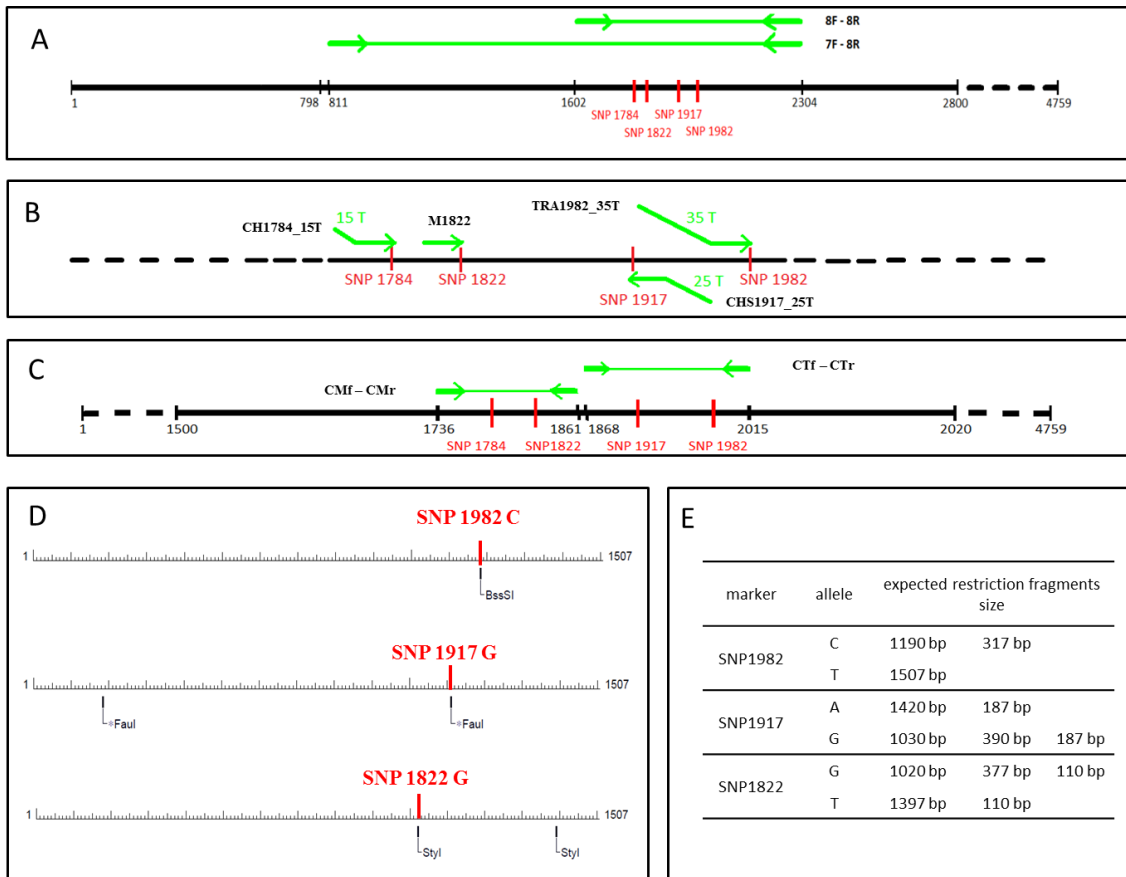 A
8F - 8R
7F - 8R
1 798 811 1602 2304 2800 4759
SNP 1784 SNP 1917
SNP 1822 SNP 1982
B
TRA1982_35T
CH1784_15T 15 T M1822 35 T
SNP 1784 SNP 1822 SNP 1917 25 T SNP 1982
CHS1917_25T
C
CTf – CTr
CMf – CMr
1 1500 1736 1861 1868 2015 2020 4759
SNP 1784 SNP1822 SNP 1917 SNP 1982
D
SNP 1982 C
1 1507
BssSI
SNP 1917 G
1 1507
*FauI *FauI
SNP 1822 G
1 1507
StyI StyI
E
marker allele expected restriction fragments
size
C 1190 bp 317 bp
SNP1982
T 1507 bp
A 1420 bp 187 bp
SNP1917
G 1030 bp 390 bp 187 bp
G 1020 bp 377 bp 110 bp
SNP1822
T 1397 bp 110 bp